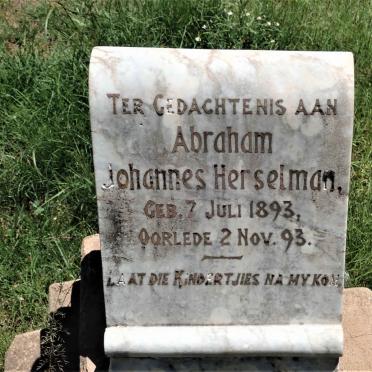 TER GEDACHTENIS AAN
Abraham
Johannes Herselman,
GEB. 7 JULI 1893,
OORLEDE 2 NOV. 93.
LAAT DIE KINDERTJIES NA MY KOM